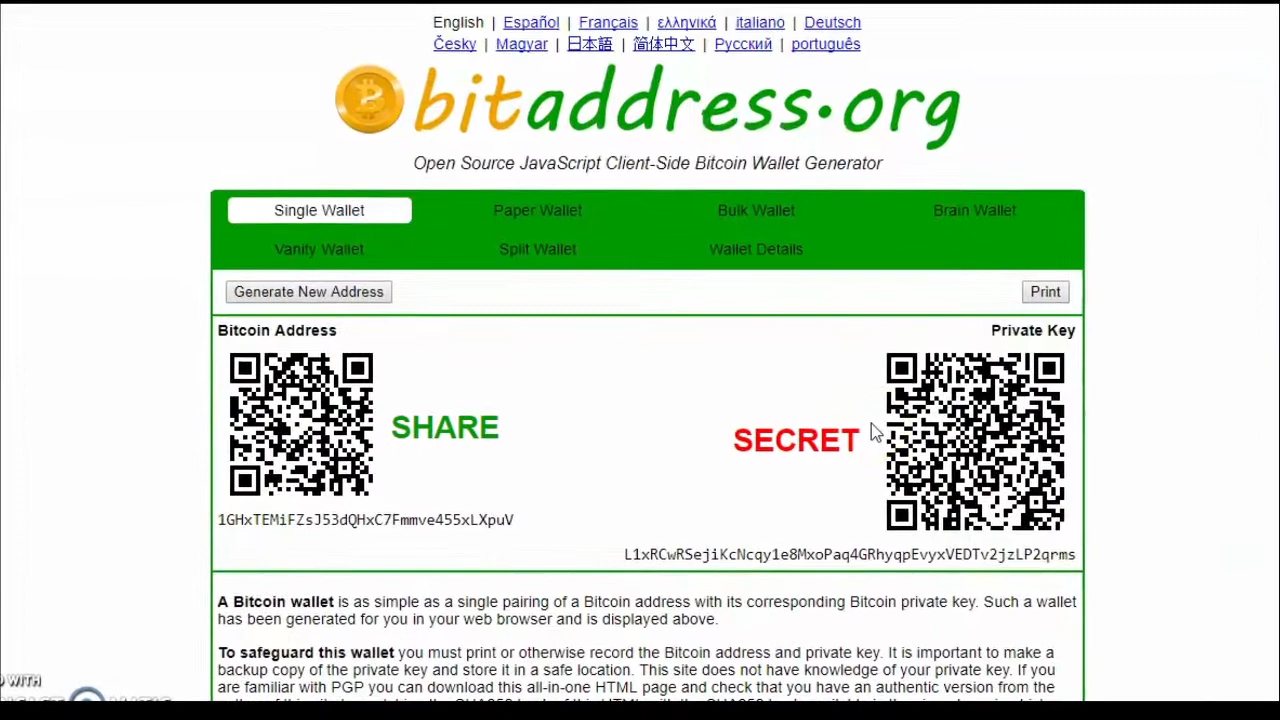 English | Español | Français | ελληνικά | italiano | Deutsch
Česky | Magyar | 日本語 | 简体中文 | Русский | português
bitaddress.org
Open Source JavaScript Client-Side Bitcoin Wallet Generator
Single Wallet Paper Wallet Bulk Wallet Brain Wallet
Vanity Wallet Split Wallet Wallet Details
Generate New Address Print
Bitcoin Address Private Key
SHARE SECRET
1GHxTEMiFZsJ53dQHxC7Fmmve455xLXpuV
L1xRCwRSejiKcNcqy1e8MxoPaq4GRhyqpEvyxVEDTv2jzLP2qrms
A Bitcoin wallet is as simple as a single pairing of a Bitcoin address with its corresponding Bitcoin private key. Such a wallet
has been generated for you in your web browser and is displayed above.
To safeguard this wallet you must print or otherwise record the Bitcoin address and private key. It is important to make a
backup copy of the private key and store it in a safe location. This site does not have knowledge of your private key. If you
are familiar with PGP you can download this all-in-one HTML page and check that you have an authentic version from the
WITH